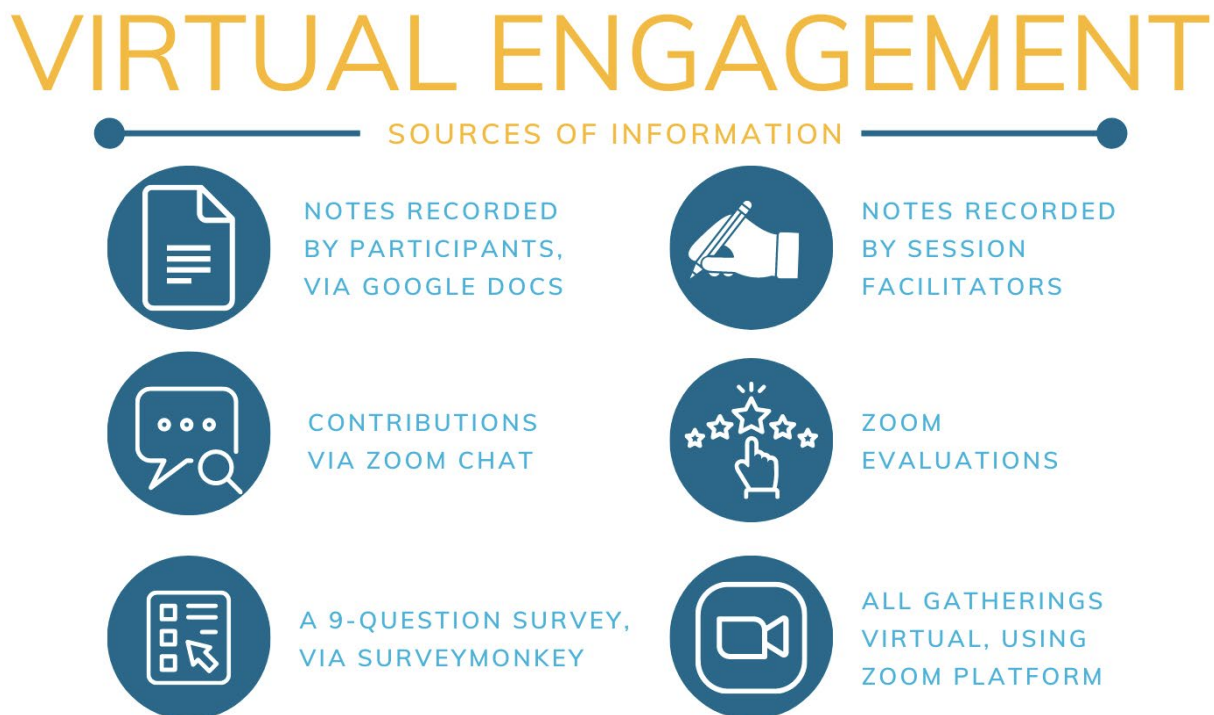 VIRTUAL ENGAGEMENT
SOURCES OF INFORMATION
NOTES RECORDED
BY PARTICIPANTS,
VIA GOOGLE DOCS
NOTES RECORDED
BY SESSION
FACILITATORS
CONTRIBUTIONS
VIA ZOOM CHAT
ZOOM
EVALUATIONS
A 9-QUESTION SURVEY,
VIA SURVEYMONKEY
ALL GATHERINGS
VIRTUAL, USING
ZOOM PLATFORM